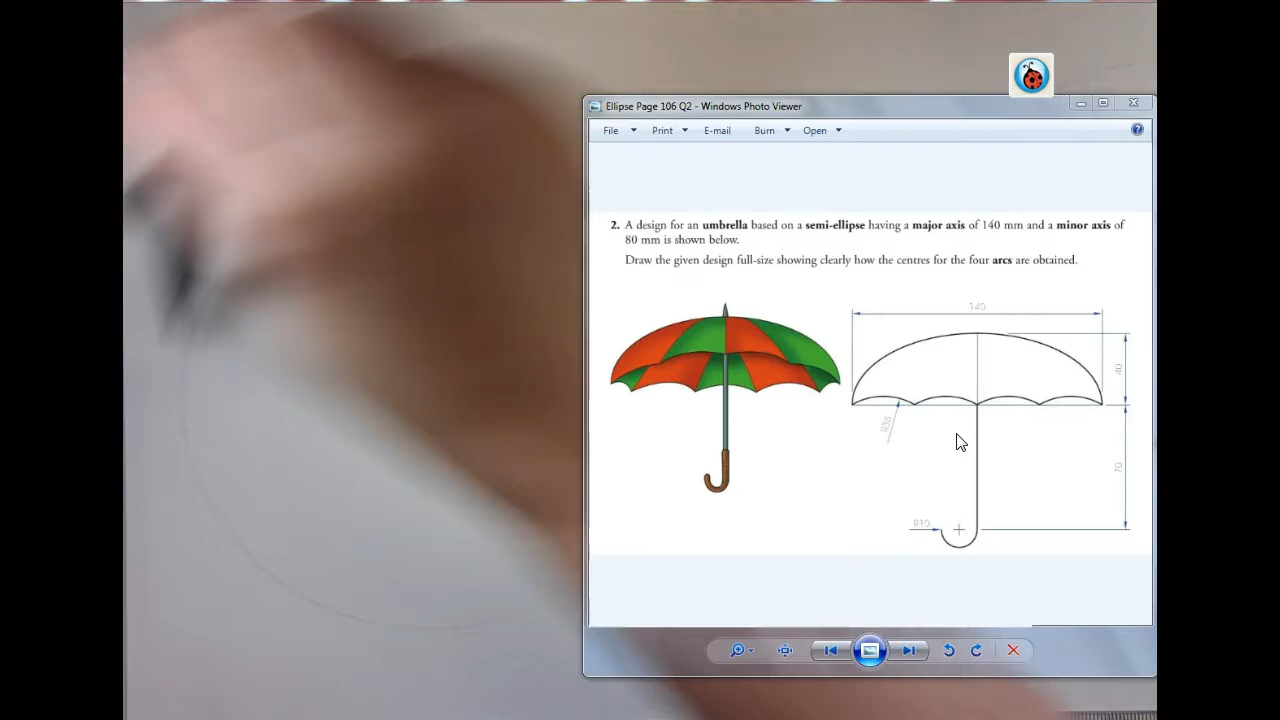 Ellipse Page 106 Q2 - Windows Photo Viewer
File Print E-mail Burn Open
2. A design for an umbrella based on a semi-ellipse having a major axis of 140 mm and a minor axis of
80 mm is shown below.
Draw the given design full-size showing clearly how the centres for the four arcs are obtained.
140
40
R35
70
R10